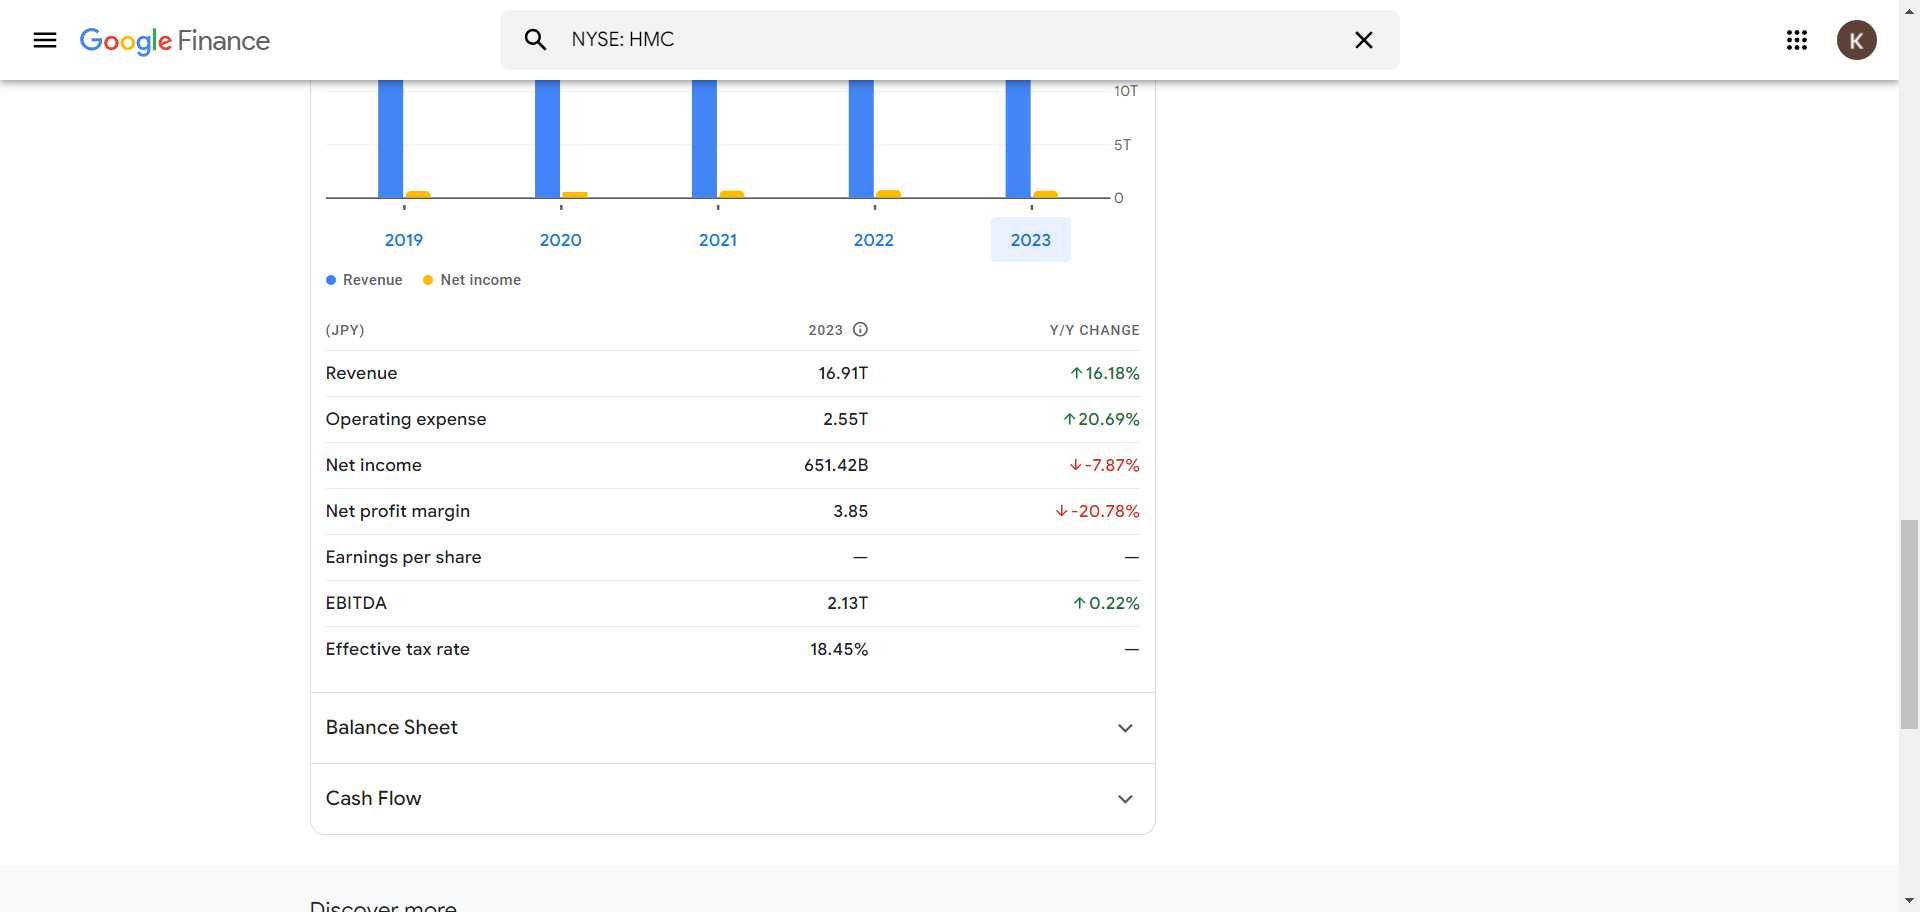 Google Finance
NYSE: HMC
K
10T
5T
0
2019 2020 2021 2022 2023
Revenue Net income
(JPY) 2023 Y/Y CHANGE
Revenue 16.91T ↑16.18%
Operating expense 2.55T ↑20.69%
Net income 651.42B ↓-7.87%
Net profit margin 3.85 ↓-20.78%
Earnings per share — —
EBITDA 2.13T ↑0.22%
Effective tax rate 18.45% —
Balance Sheet
Cash Flow
Discover more